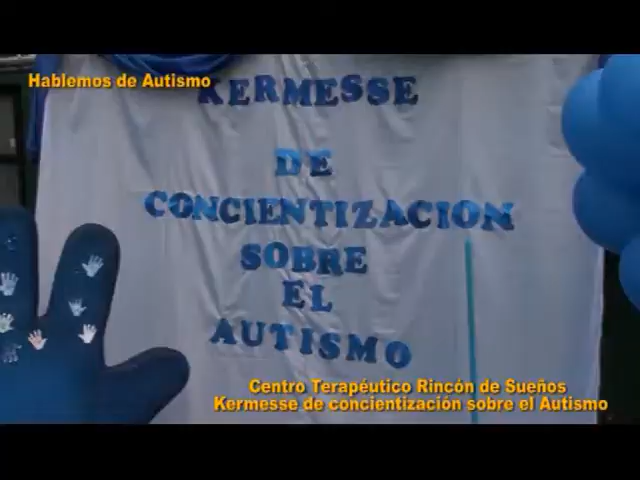 Hablemos de Autismo
KERMESSE
DE
CONCIENTIZACION
SOBRE
EL
AUTISMO
Centro Terapéutico Rincón de Sueños
Kermesse de concientización sobre el Autismo